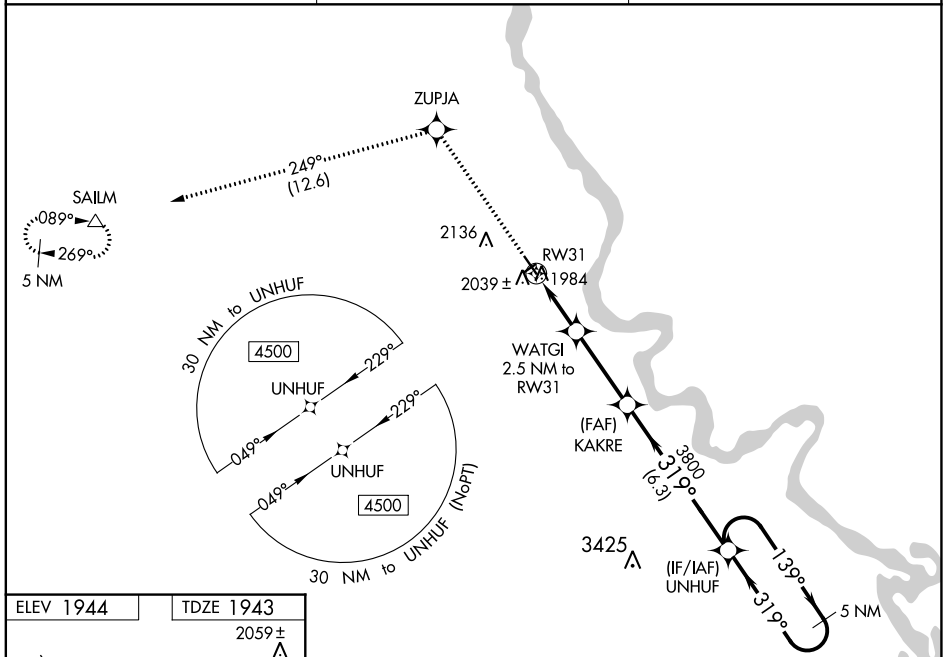 ZUPJA
249°
(12.6)
SAILM
089°
269°
5 NM
2136
RW31
2039 ±
1984
30 NM to UNHUF
4500
229°
UNHUF
049°
WATGI
2.5 NM to
RW31
229°
UNHUF
049°
4500
30 NM to UNHUF (NoPT)
(FAF)
KAKRE
3800
319°
(6.3)
3425
(IF/IAF)
UNHUF
139°
319°
5 NM
ELEV 1944
TDZE 1943
2059 ±